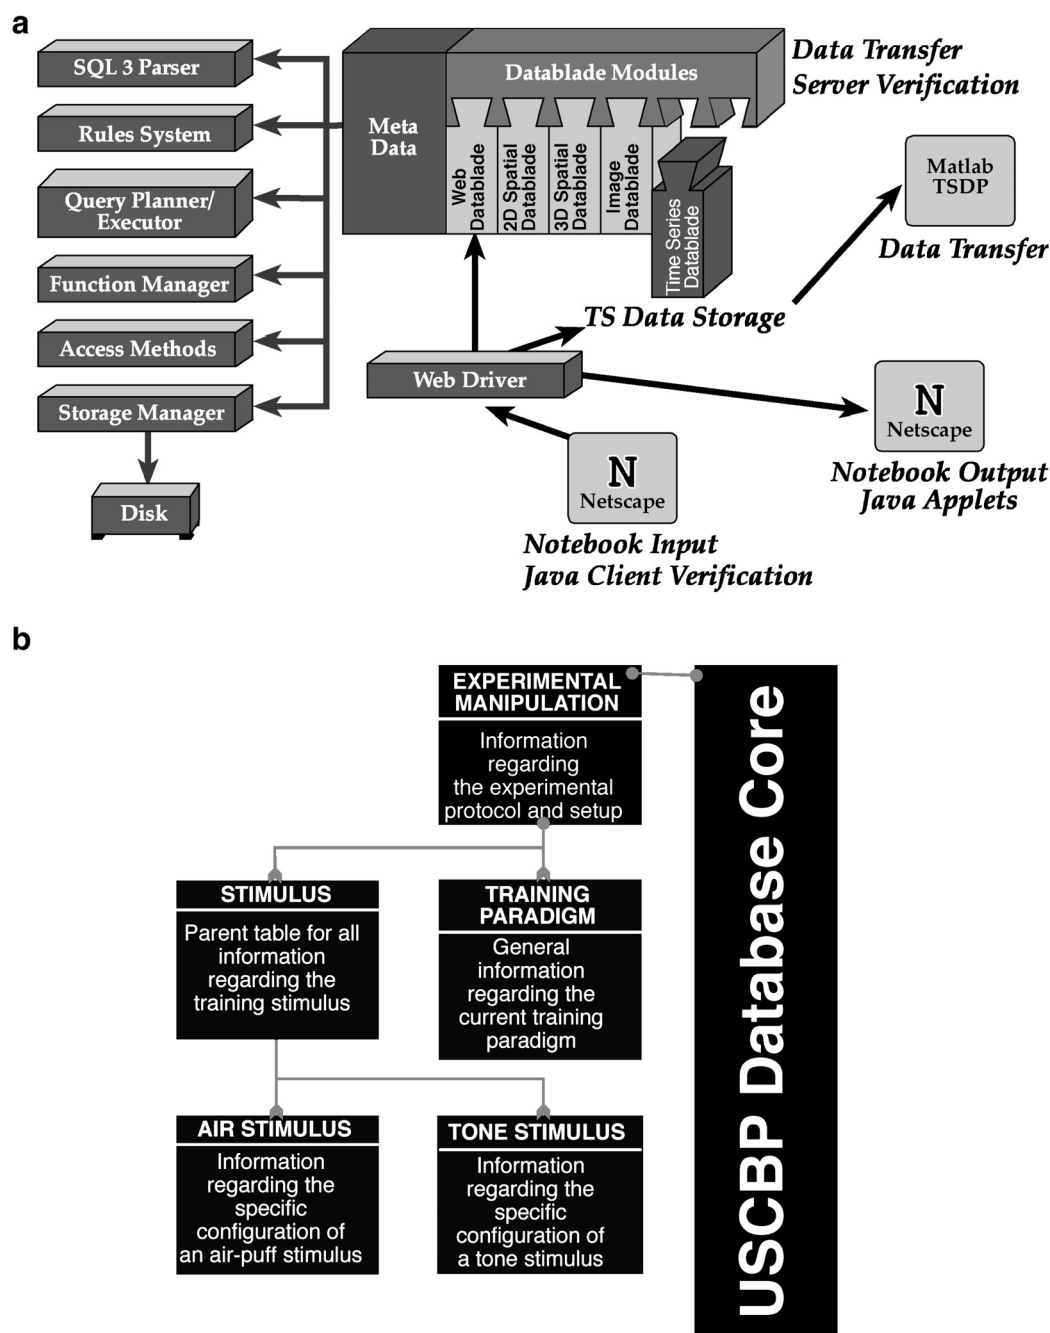 a
SQL 3 Parser
Rules System
Query Planner/
Executor
Function Manager
Access Methods
Storage Manager
Disk
Meta
Data
Datablade Modules
Web
Datablade
2D Spatial
Datablade
3D Spatial
Datablade
Image
Datablade
Time Series
Datablade
Data Transfer
Server Verification
Matlab
TSDP
Data Transfer
TS Data Storage
Web Driver
N
Netscape
Notebook Output
Java Applets
N
Netscape
Notebook Input
Java Client Verification
b
EXPERIMENTAL
MANIPULATION
Information
regarding
the experimental
protocol and setup
STIMULUS
Parent table for all
information
regarding the
training stimulus
TRAINING
PARADIGM
General
information
regarding the
current training
paradigm
AIR STIMULUS
Information
regarding the
specific
configuration of
an air-puff stimulus
TONE STIMULUS
Information
regarding the
specific
configuration of
a tone stimulus
USCBP Database Core